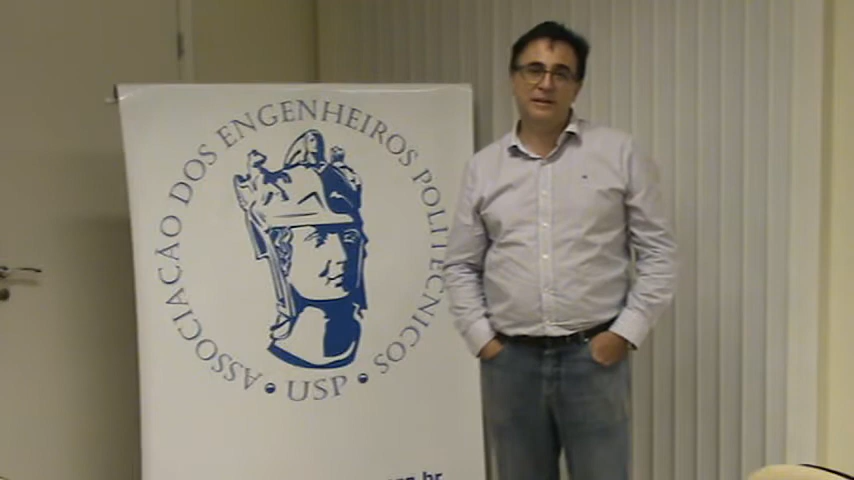 ASSOCIAÇÃO DOS ENGENHEIROS POLITÉCNICOS
• USP •